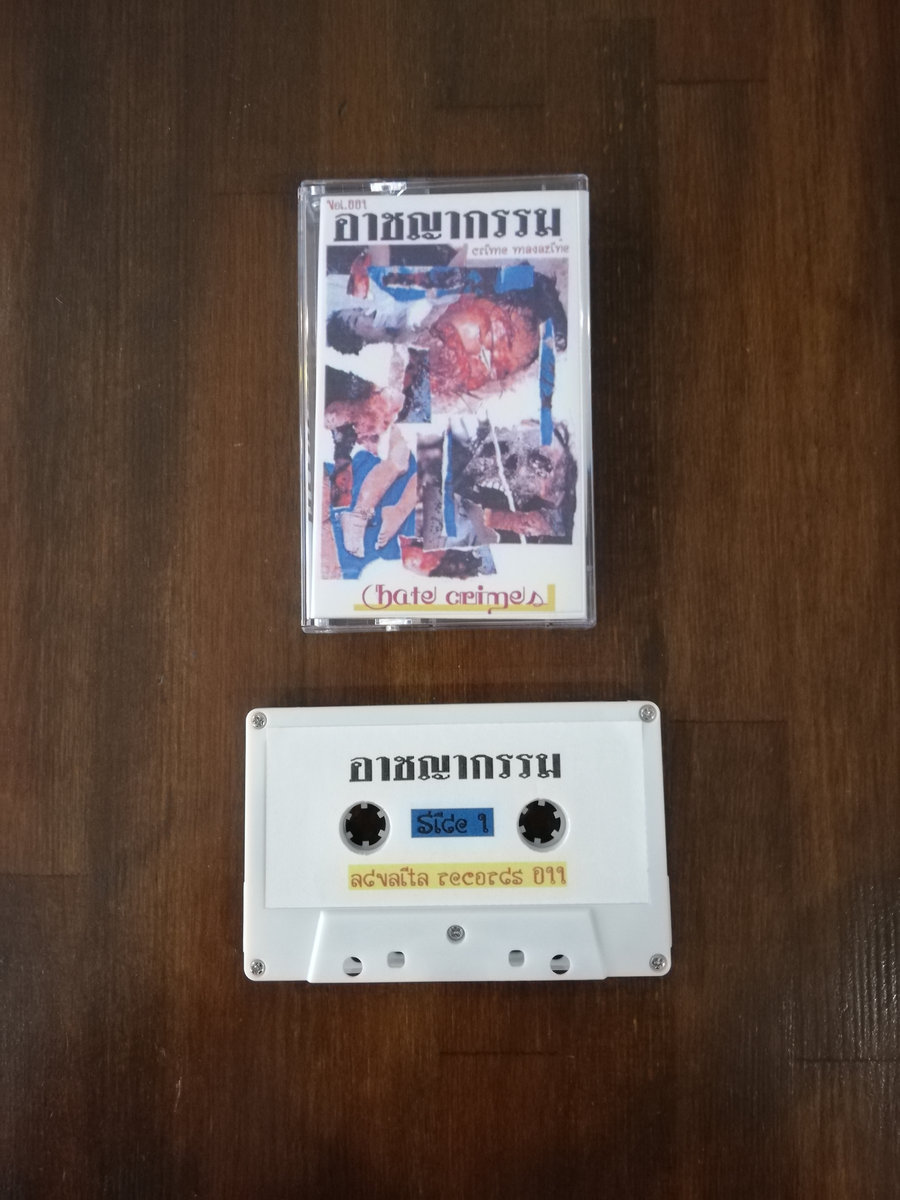 Vol.001
อาชญากรรม
crime magazine
hate crimes
อาชญากรรม
Side 1
advaita records 011